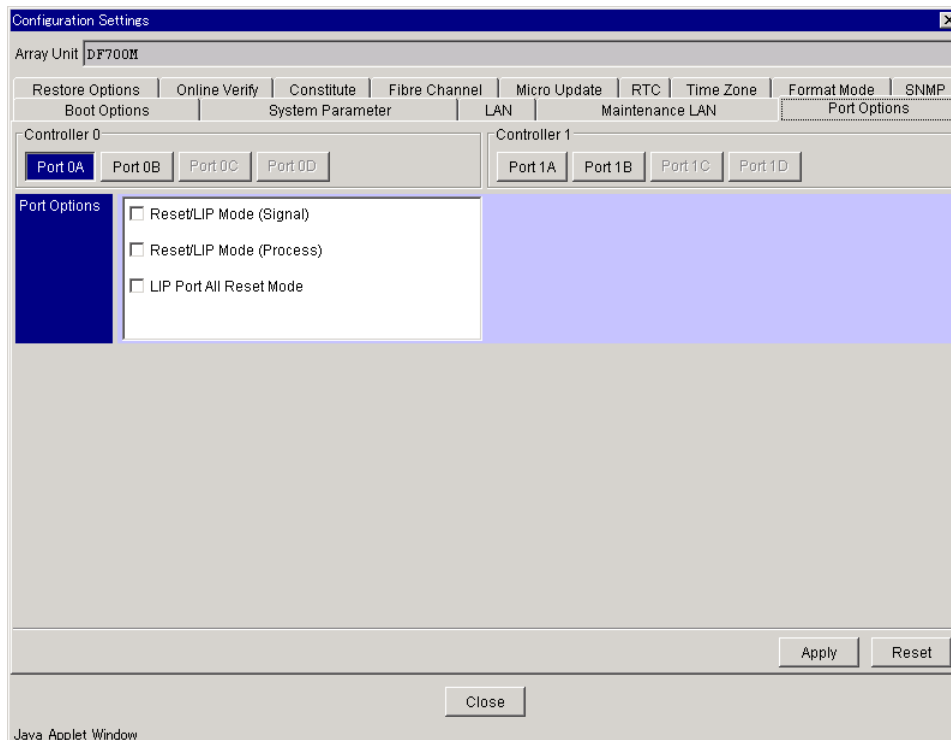 Configuration Settings
Array Unit DF700M
Restore Options Online Verify Constitute Fibre Channel Micro Update RTC Time Zone Format Mode SNMP
Boot Options System Parameter LAN Maintenance LAN Port Options
Controller 0 Controller 1
Port 0A Port 0B Port 0C Port 0D Port 1A Port 1B Port 1C Port 1D
Port Options
Reset/LIP Mode (Signal)
Reset/LIP Mode (Process)
LIP Port All Reset Mode
Apply Reset
Close
Java Applet Window